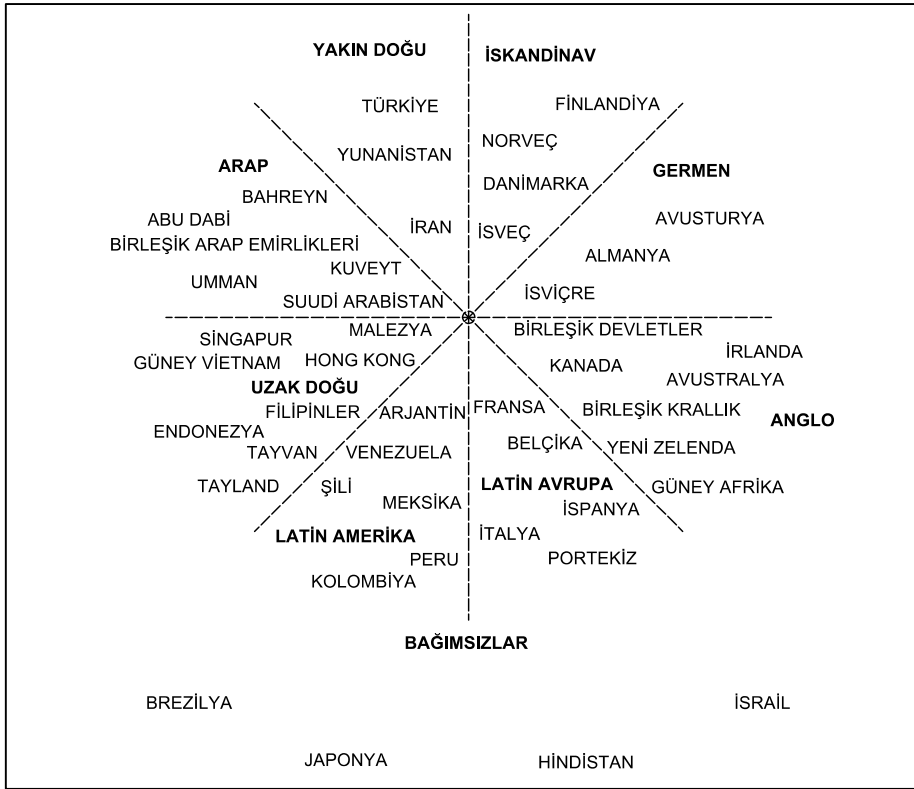 YAKIN DOĞU
TÜRKİYE
YUNANİSTAN
İRAN
İSKANDİNAV
FİNLANDİYA
NORVEÇ
DANİMARKA
İSVEÇ
ARAP
BAHREYN
ABU DABİ
BİRLEŞİK ARAP EMİRLİKLERİ
KUVEYT
UMMAN
SUUDİ ARABİSTAN
GERMEN
AVUSTURYA
ALMANYA
İSVİÇRE
MALEZYA
SİNGAPUR
HONG KONG
GÜNEY VİETNAM
UZAK DOĞU
FİLİPİNLER
ENDONEZYA
TAYVAN
TAYLAND
BİRLEŞİK DEVLETLER
İRLANDA
KANADA
AVUSTRALYA
BİRLEŞİK KRALLIK
ANGLO
YENİ ZELENDA
GÜNEY AFRİKA
ARJANTİN
VENEZUELA
ŞİLİ
MEKSİKA
LATİN AMERİKA
PERU
KOLOMBİYA
FRANSA
BELÇİKA
LATİN AVRUPA
İSPANYA
İTALYA
PORTEKİZ
BAĞIMSIZLAR
BREZİLYA
İSRAİL
JAPONYA
HİNDİSTAN